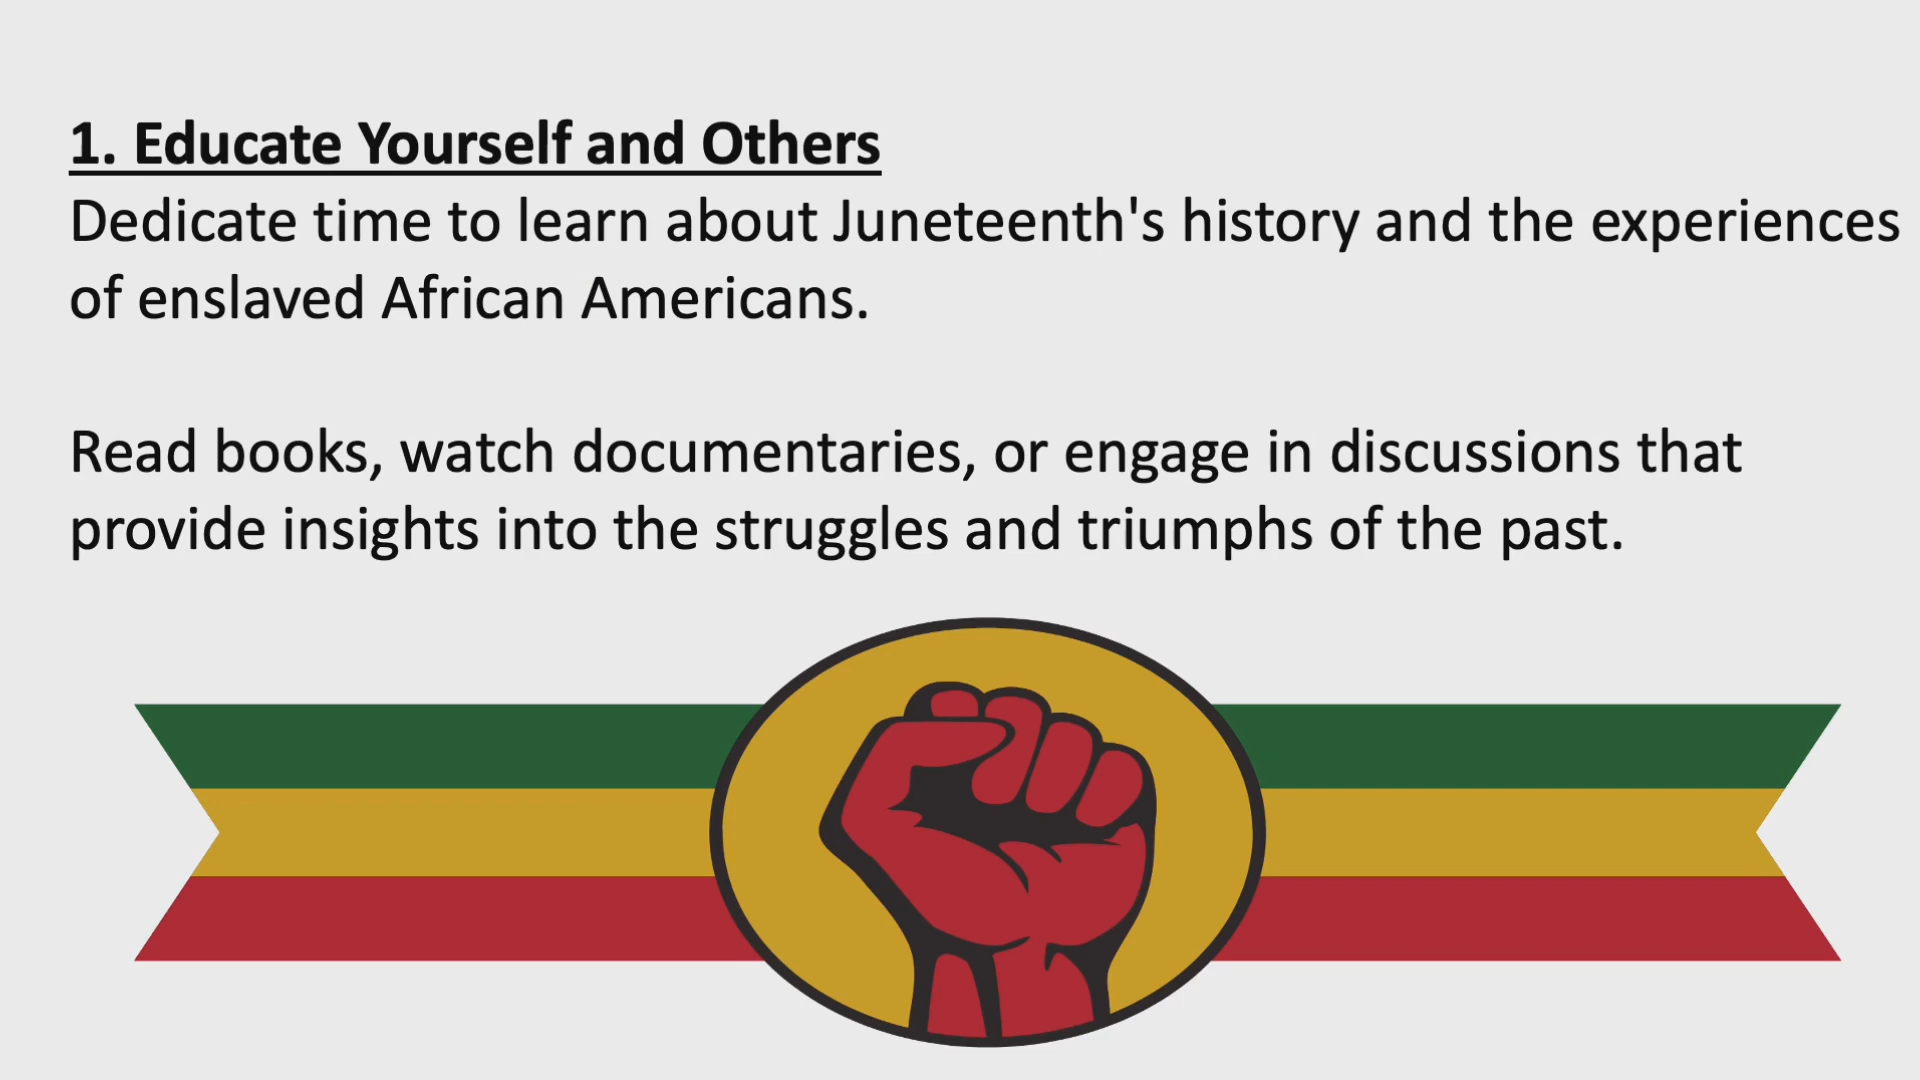 1. Educate Yourself and Others
Dedicate time to learn about Juneteenth's history and the experiences
of enslaved African Americans.
Read books, watch documentaries, or engage in discussions that
provide insights into the struggles and triumphs of the past.